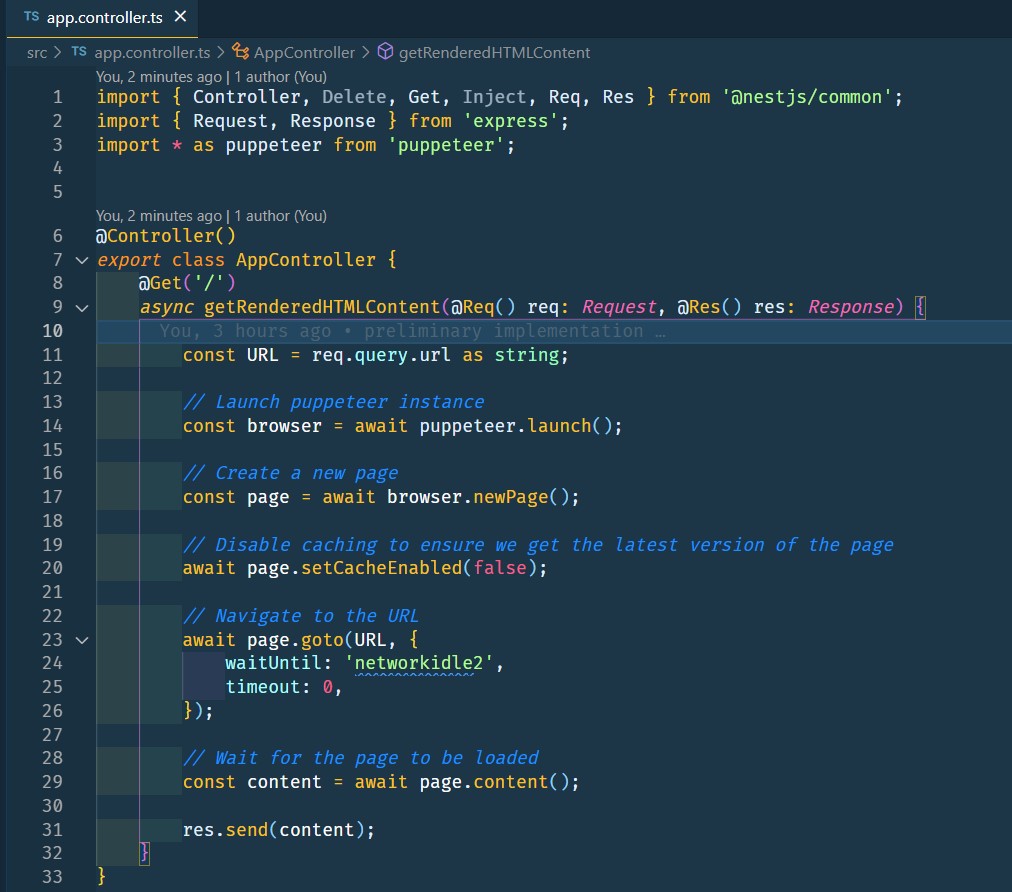 TS app.controller.ts ×
src > TS app.controller.ts > AppController > getRenderedHTMLContent
You, 2 minutes ago | 1 author (You)
1 import { Controller, Delete, Get, Inject, Req, Res } from '@nestjs/common';
2 import { Request, Response } from 'express';
3 import * as puppeteer from 'puppeteer';
4
5
You, 2 minutes ago | 1 author (You)
6 @Controller()
7 export class AppController {
8 @Get('/')
9 async getRenderedHTMLContent(@Req() req: Request, @Res() res: Response) {
10 You, 3 hours ago • preliminary implementation …
11 const URL = req.query.url as string;
12
13 // Launch puppeteer instance
14 const browser = await puppeteer.launch();
15
16 // Create a new page
17 const page = await browser.newPage();
18
19 // Disable caching to ensure we get the latest version of the page
20 await page.setCacheEnabled(false);
21
22 // Navigate to the URL
23 await page.goto(URL, {
24 waitUntil: 'networkidle2',
25 timeout: 0,
26 });
27
28 // Wait for the page to be loaded
29 const content = await page.content();
30
31 res.send(content);
32 }
33 }